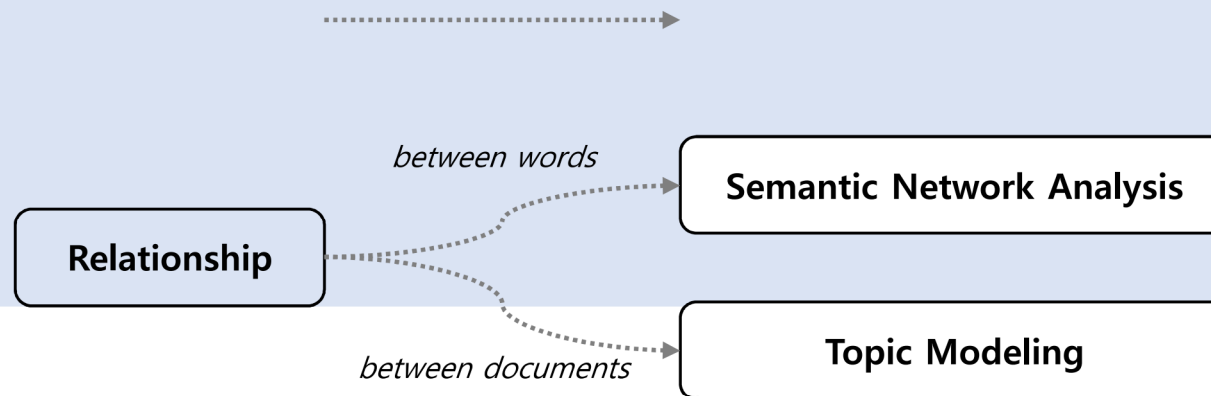 between words
Semantic Network Analysis
Relationship
Topic Modeling
between documents